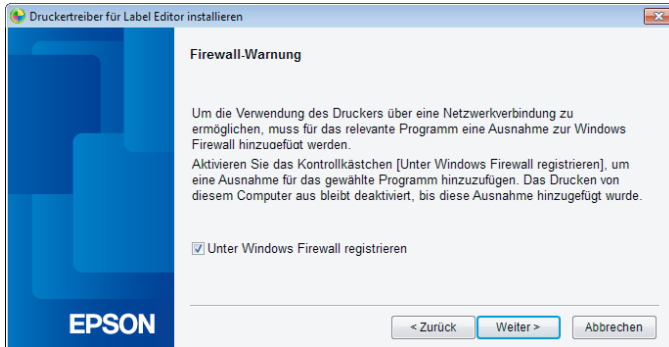 Druckertreiber für Label Editor installieren
Firewall-Warnung
Um die Verwendung des Druckers über eine Netzwerkverbindung zu
ermöglichen, muss für das relevante Programm eine Ausnahme zur Windows
Firewall hinzugefügt werden.
Aktivieren Sie das Kontrollkästchen [Unter Windows Firewall registrieren], um
eine Ausnahme für das gewählte Programm hinzuzufügen. Das Drucken von
diesem Computer aus bleibt deaktiviert, bis diese Ausnahme hinzugefügt wurde.
Unter Windows Firewall registrieren
EPSON
< Zurück Weiter > Abbrechen